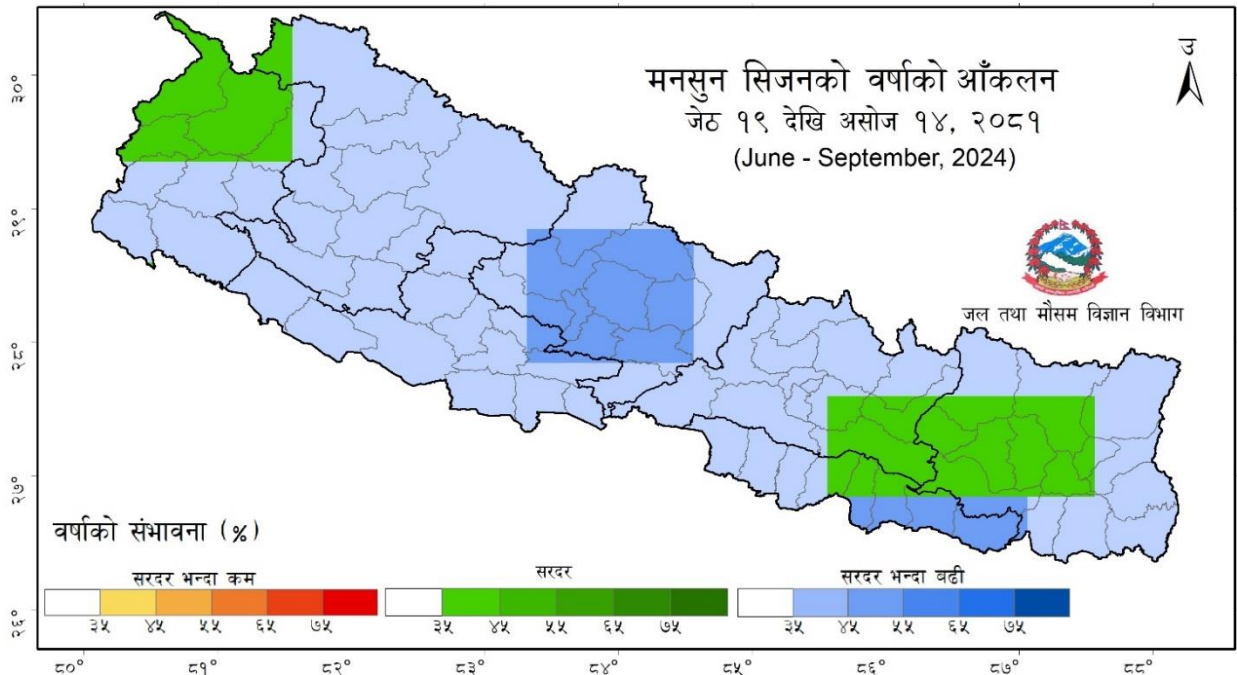 उ
मनसुन सिजनको वर्षाको आँकलन
जेठ १९ देखि असोज १४, २०८१
(June - September, 2024)
जल तथा मौसम विज्ञान विभाग
३०°
२९°
२८°
२७°
२६°
वर्षाको संभावना (%)
सरदर भन्दा कम
सरदर
सरदर भन्दा बढी
३५ ४५ ५५ ६५ ७५
३५ ४५ ५५ ६५ ७५
३५ ४५ ५५ ६५ ७५
८०° ८१° ८२° ८३° ८४° ८५° ८६° ८७° ८८°